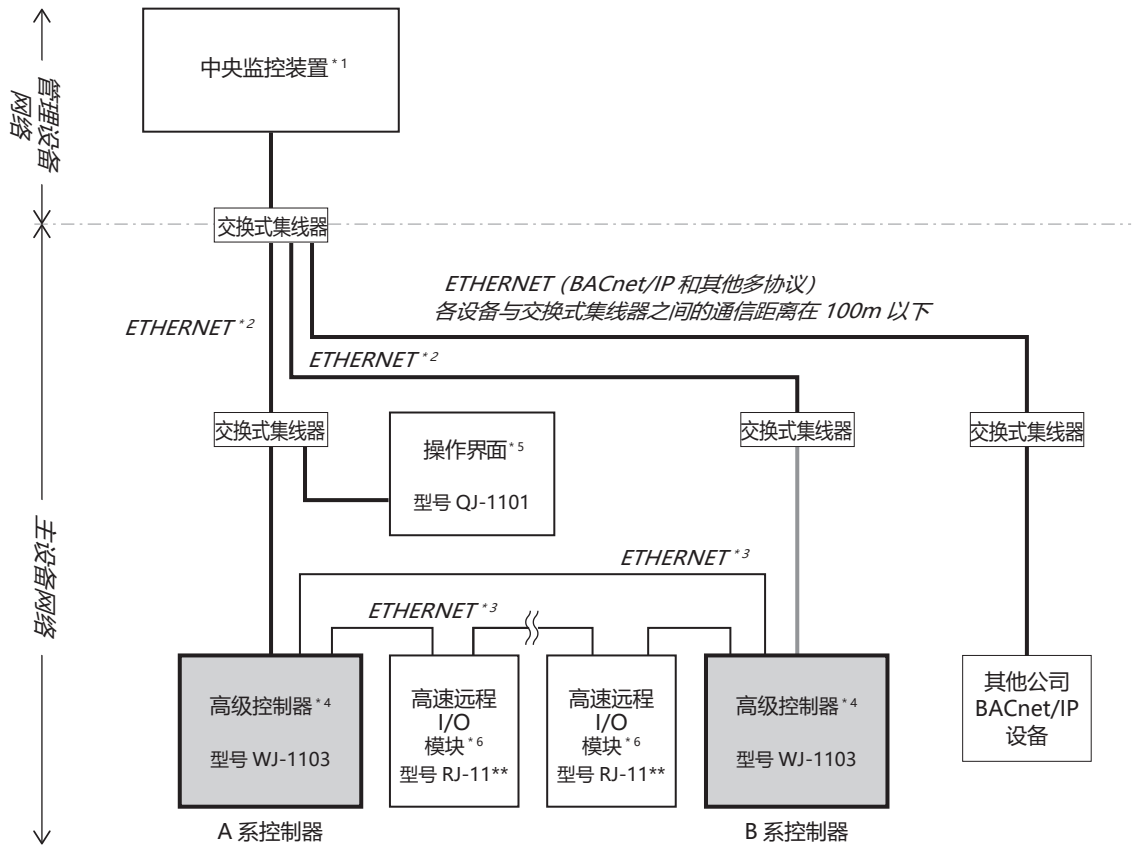 中央监控装置*1
管理设备
网络
交换式集线器
ETHERNET（BACnet/IP 和其他多协议）
各设备与交换式集线器之间的通信距离在 100m 以下
ETHERNET*2
ETHERNET*2
交换式集线器
操作界面*5
型号 QJ-1101
交换式集线器
交换式集线器
主设备网络
ETHERNET*3
ETHERNET*3
高级控制器*4
型号 WJ-1103
高速远程
I/O
模块*6
型号 RJ-11**
高速远程
I/O
模块*6
型号 RJ-11**
高级控制器*4
型号 WJ-1103
其他公司
BACnet/IP
设备
A 系控制器
B 系控制器